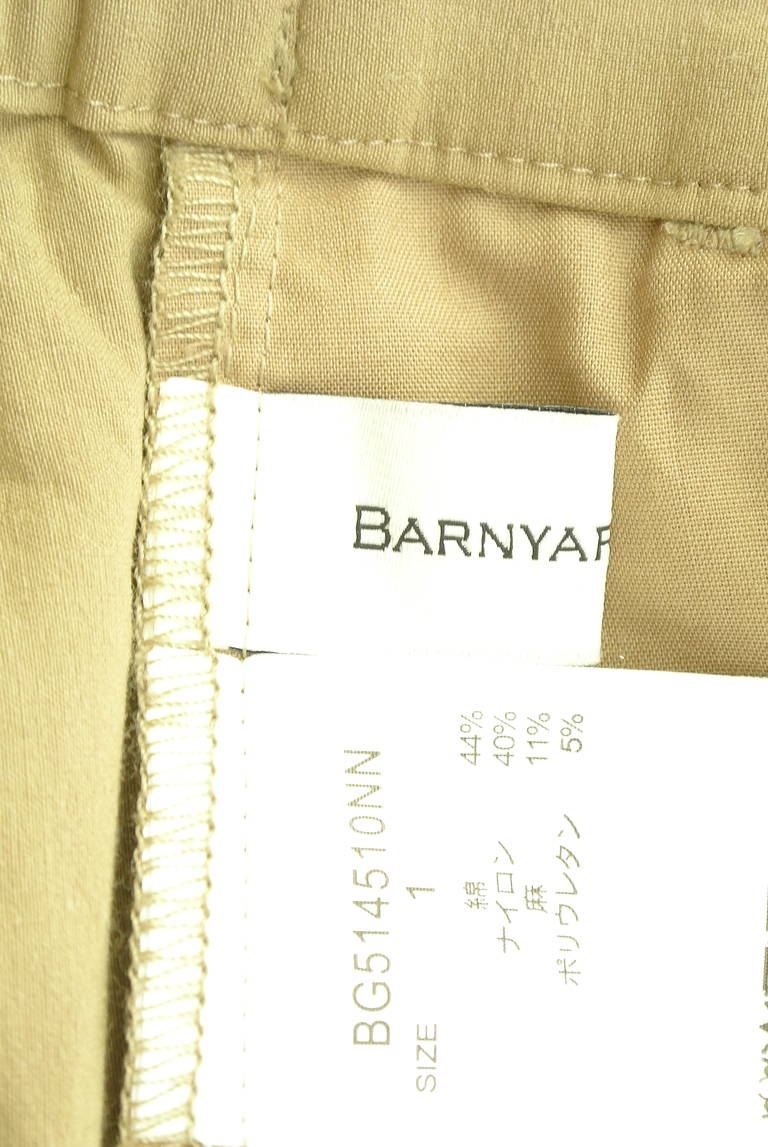 BARNYAR
BG514510NN
SIZE 1
綿 44%
ナイロン 40%
麻 11%
ポリウレタン 5%